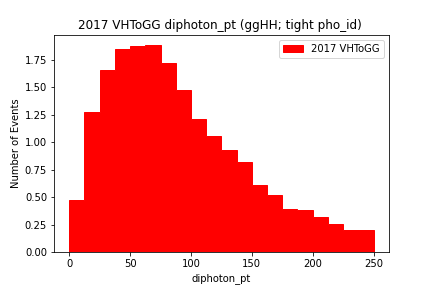 2017 VHToGG diphoton_pt (ggHH; tight pho_id)
2017 VHToGG
Number of Events
1.75
1.50
1.25
1.00
0.75
0.50
0.25
0.00
0 50 100 150 200 250
diphoton_pt